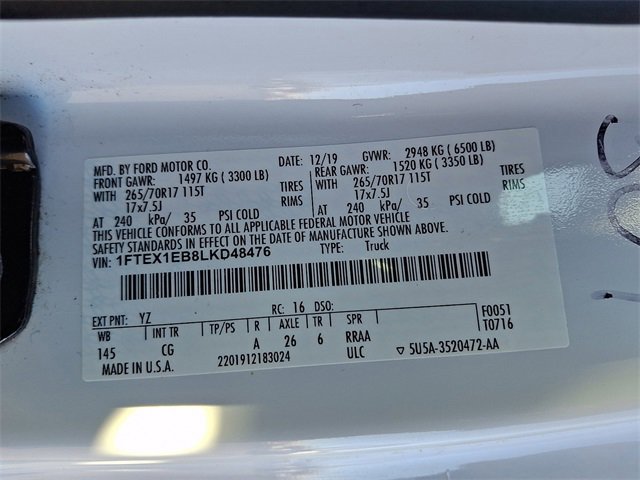 MFD. BY FORD MOTOR CO.
DATE: 12/19 GVWR: 2948 KG ( 6500 LB)
FRONT GAWR: 1497 KG ( 3300 LB)
WITH 265/70R17 115T TIRES
17x7.5J RIMS
AT 240 kPa/ 35 PSI COLD
REAR GAWR: 1520 KG ( 3350 LB)
WITH 265/70R17 115T TIRES
17x7.5J RIMS
AT 240 kPa/ 35 PSI COLD
THIS VEHICLE CONFORMS TO ALL APPLICABLE FEDERAL MOTOR VEHICLE
SAFETY STANDARDS IN EFFECT ON THE DATE OF MANUFACTURE SHOWN ABOVE.
VIN: 1FTEX1EB8LKD48476 TYPE: Truck
EXT PNT: YZ RC: 16 DSO: F0051
T0716
WB INT TR TP/PS R AXLE TR SPR
145 CG A 26 6 RRAA
MADE IN U.S.A. 2201912183024 ULC ▽ 5U5A-3520472-AA